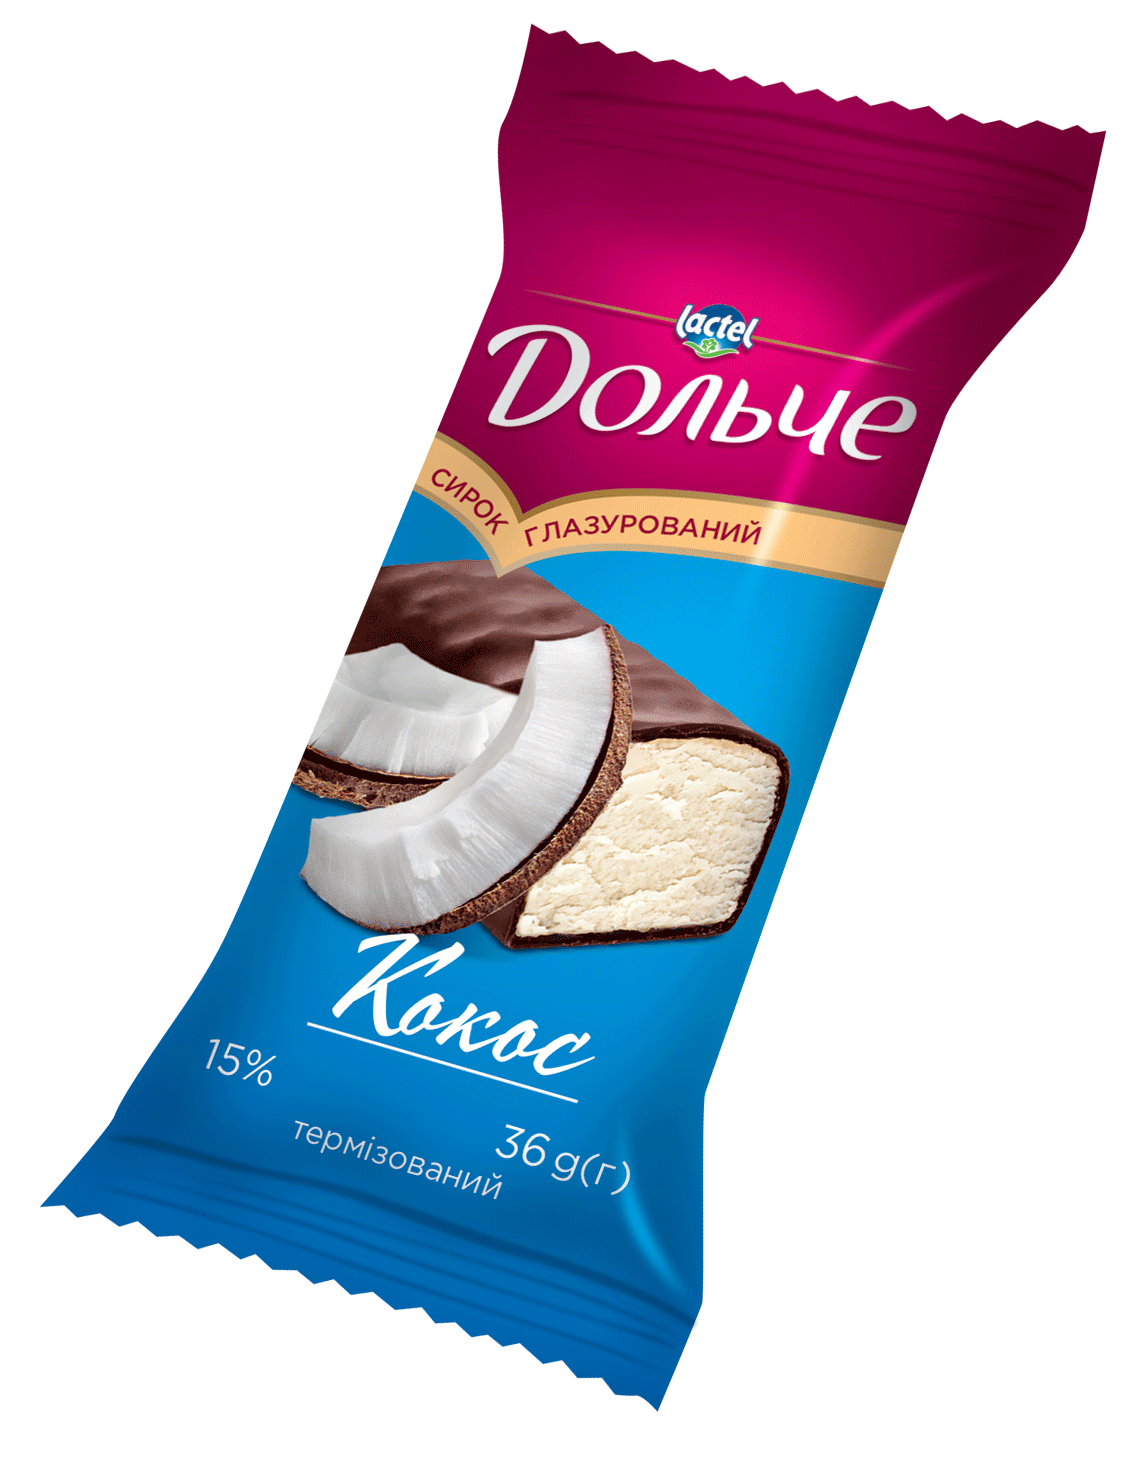 lactel
Дольче
СИРОК ГЛАЗУРОВАНИЙ
Кокос
15%
термізований
36 g(г)